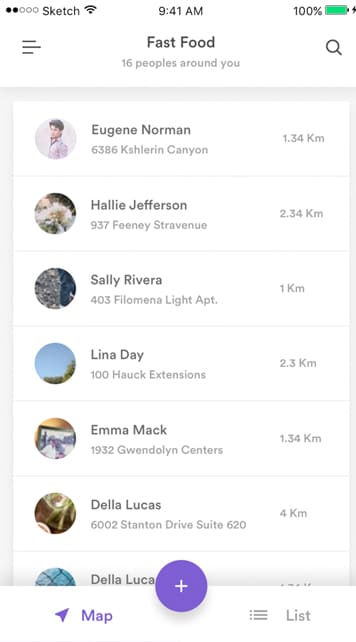 Sketch 9:41 AM 100%
Fast Food
16 peoples around you
Eugene Norman
6386 Kshlerin Canyon
1.34 Km
Hallie Jefferson
937 Feeney Stravenue
2.34 Km
Sally Rivera
403 Filomena Light Apt.
1 Km
Lina Day
100 Hauck Extensions
2.3 Km
Emma Mack
1932 Gwendolyn Centers
1.34 Km
Della Lucas
6002 Stanton Drive Suite 620
4 Km
Della Luca
Map
List